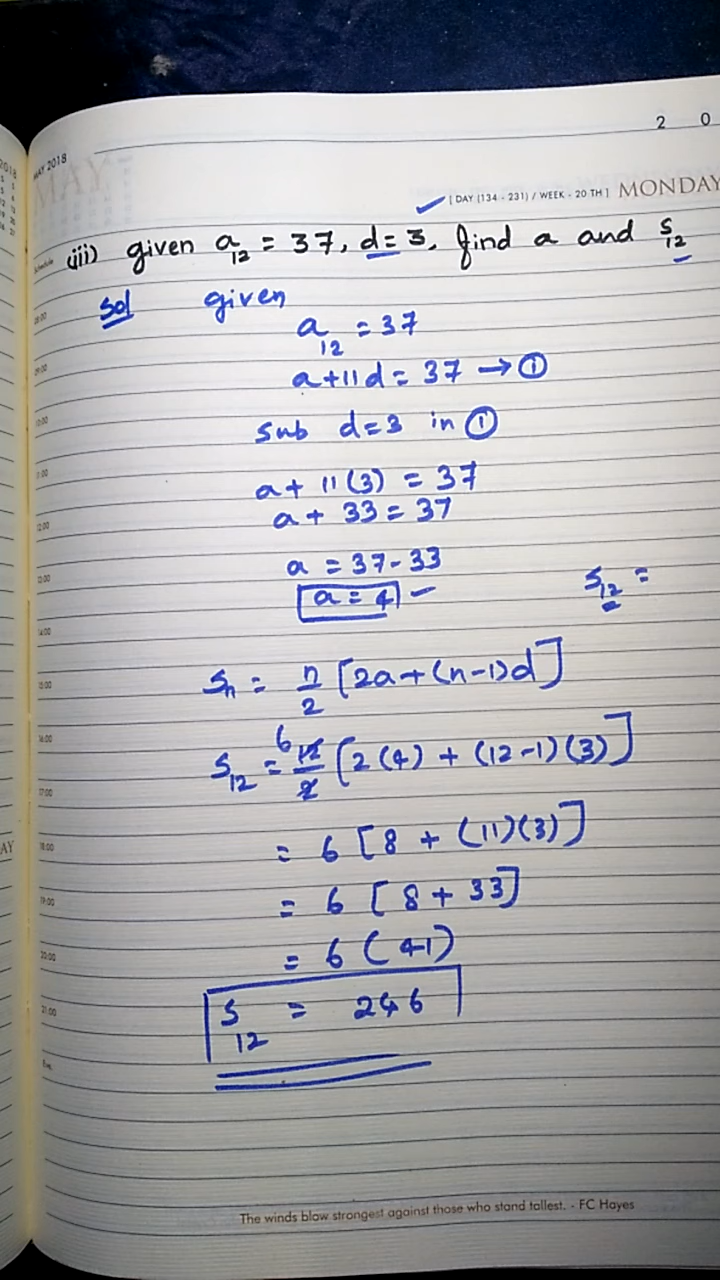 2 0
MAY 2018
MAY
[ DAY (134 - 231) / WEEK - 20 TH ] MONDAY
(iii) given a₁₂ = 37, d = 3, find a and S₁₂
Sol given
a₁₂ = 37
a + 11d = 37 → ①
Sub d = 3 in ①
a + 11(3) = 37
a + 33 = 37
a = 37 - 33
a = 4
S₁₂ =
Sₙ = n/2 [2a + (n-1)d]
S₁₂ = 6 12/2 [2(4) + (12-1)(3)]
= 6 [8 + (11)(3)]
= 6 [8 + 33]
= 6 (41)
S₁₂ = 246
The winds blow strongest against those who stand tallest. - FC Hayes